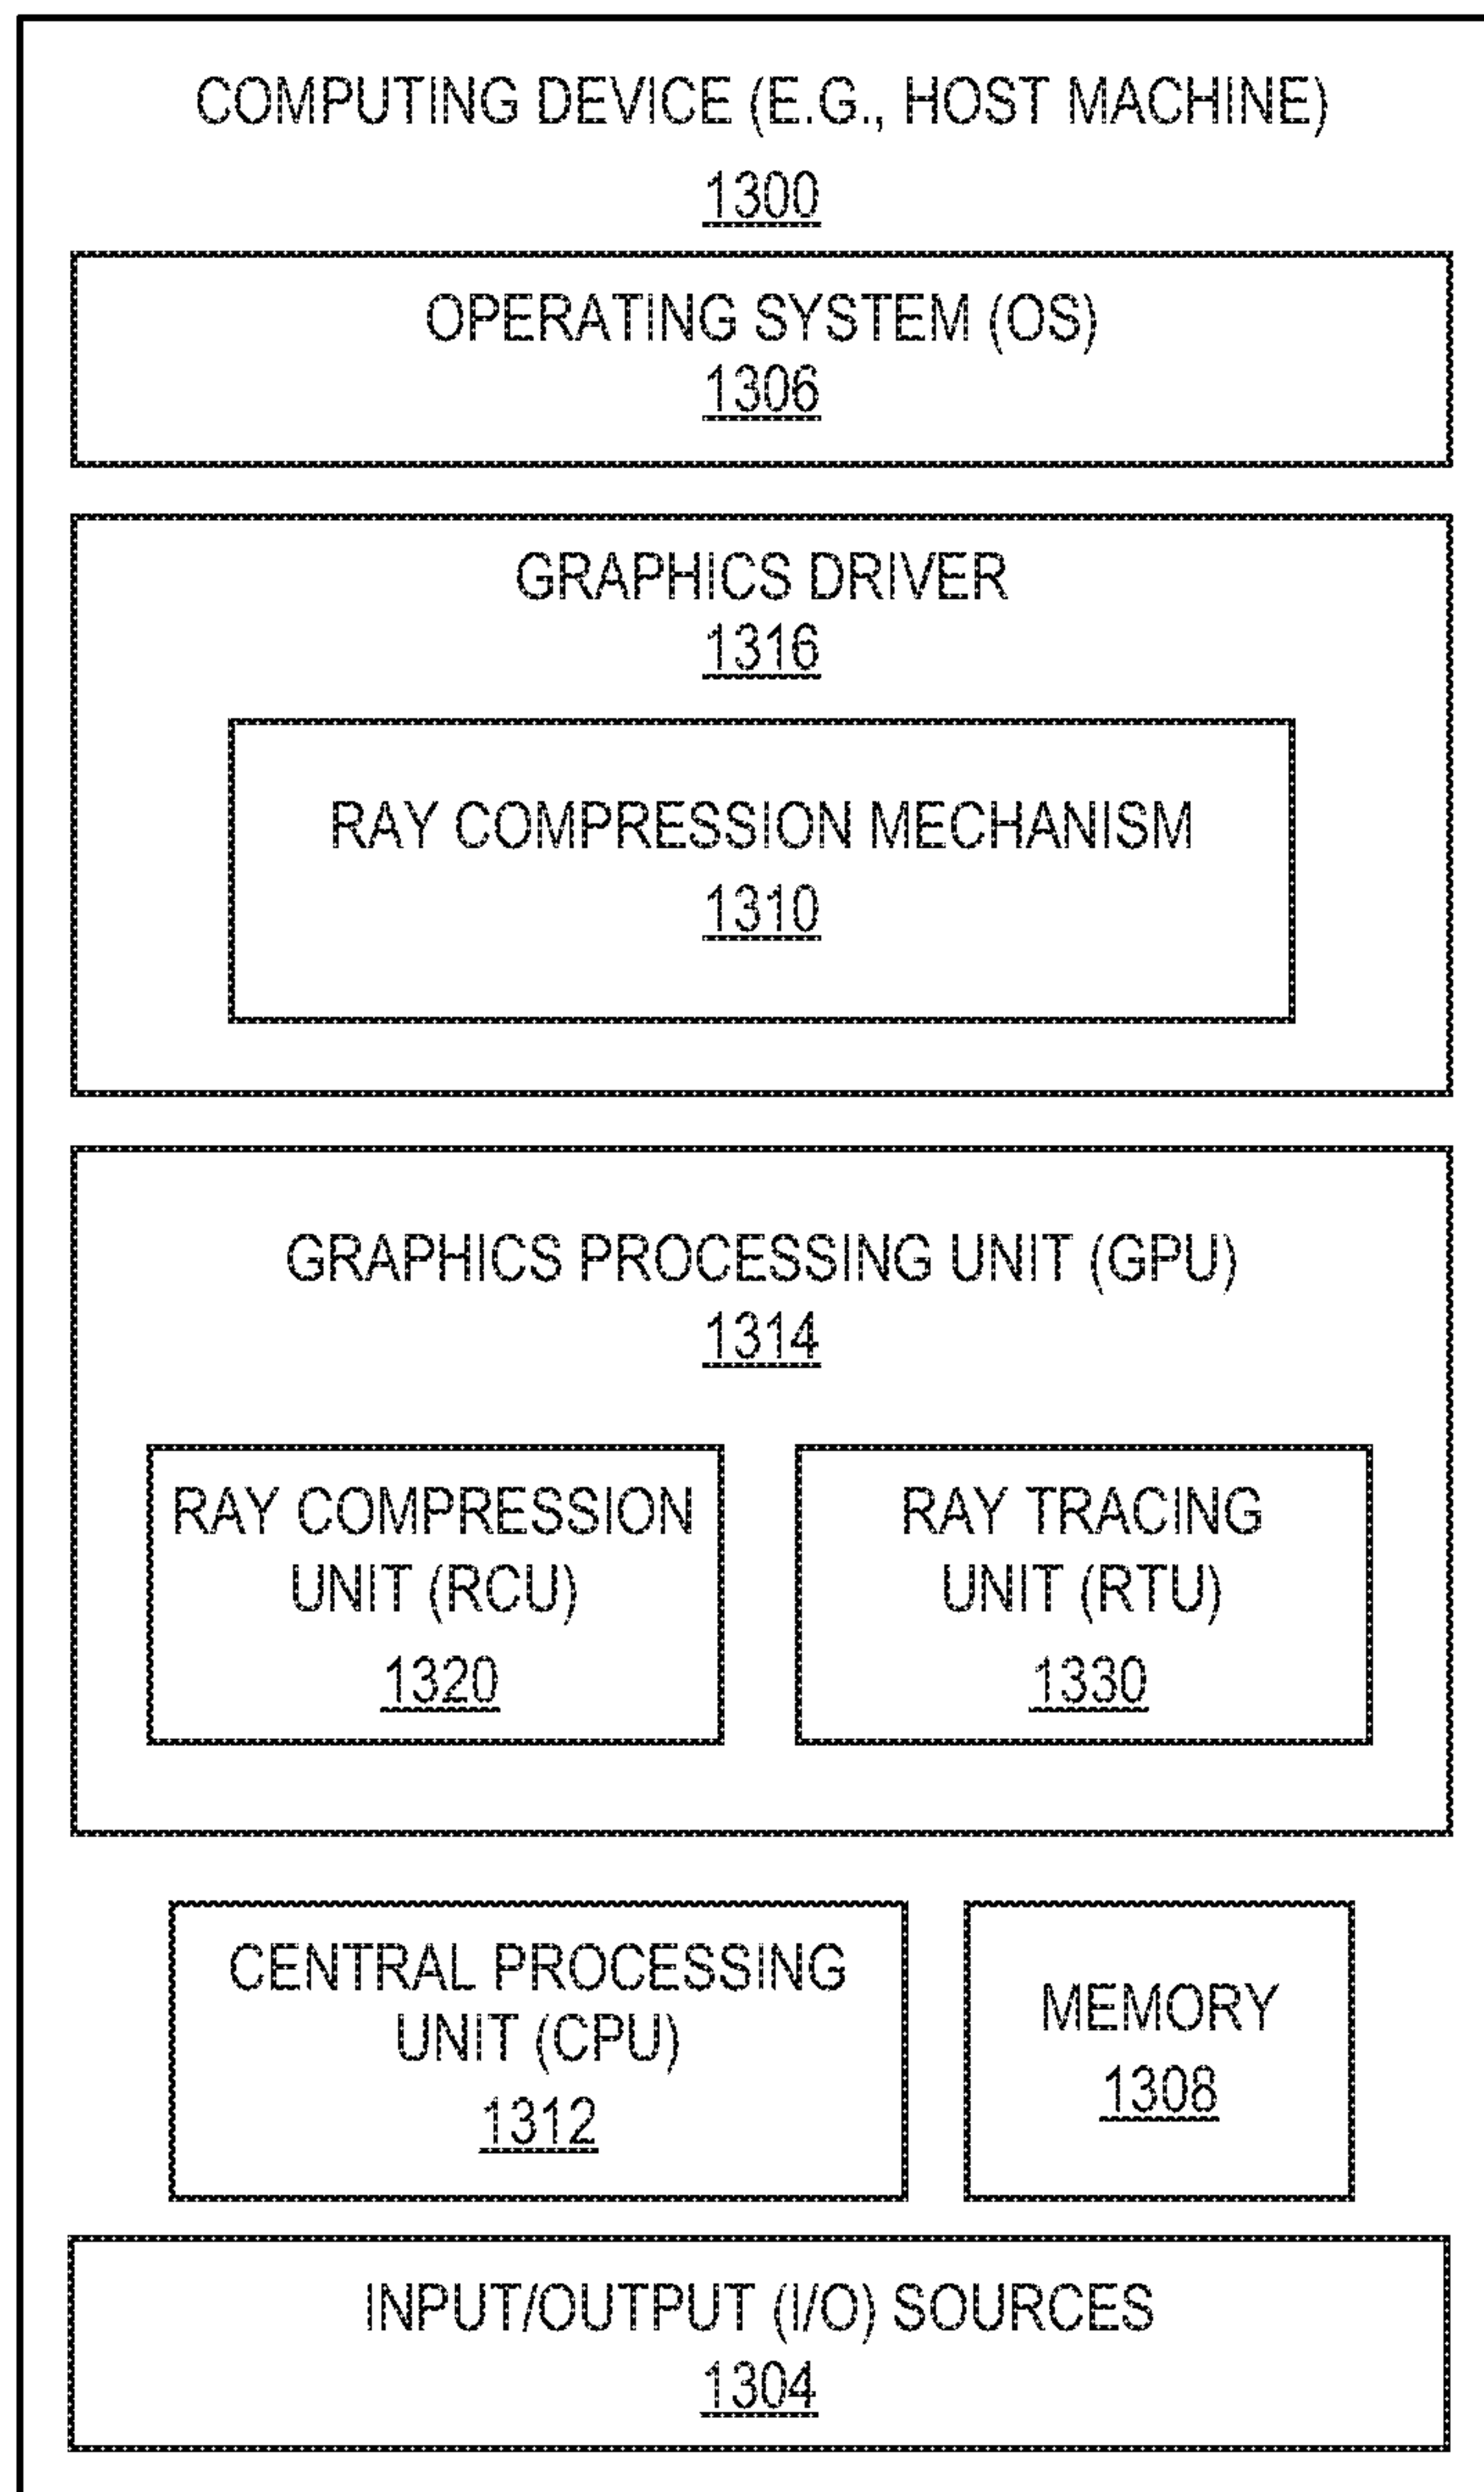 COMPUTING DEVICE (E.G., HOST MACHINE)
1300
OPERATING SYSTEM (OS)
1306
GRAPHICS DRIVER
1316
RAY COMPRESSION MECHANISM
1310
GRAPHICS PROCESSING UNIT (GPU)
1314
RAY COMPRESSION
UNIT (RCU)
1320
RAY TRACING
UNIT (RTU)
1330
CENTRAL PROCESSING
UNIT (CPU)
1312
MEMORY
1308
INPUT/OUTPUT (I/O) SOURCES
1304